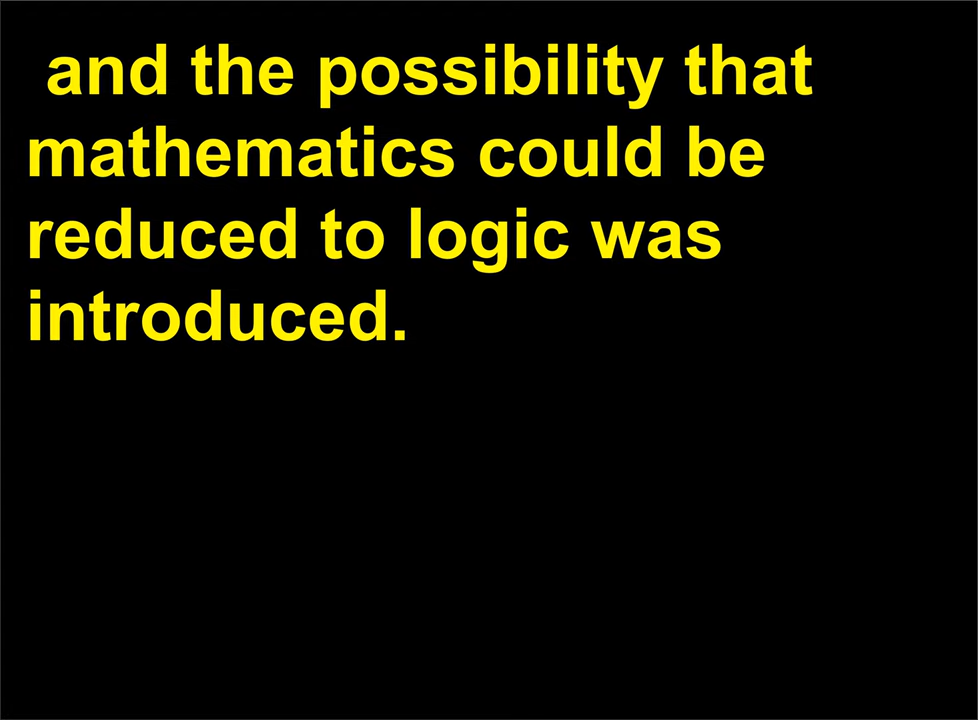 and the possibility that
mathematics could be
reduced to logic was
introduced.